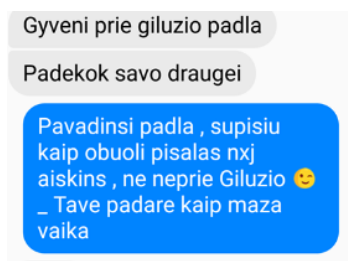 Gyveni prie giluzio padla
Padekok savo draugei
Pavadinsi padla , supisiu
kaip obuoli pisalas nxj
aiskins , ne neprie Giluzio 😉
_ Tave padare kaip maza
vaika